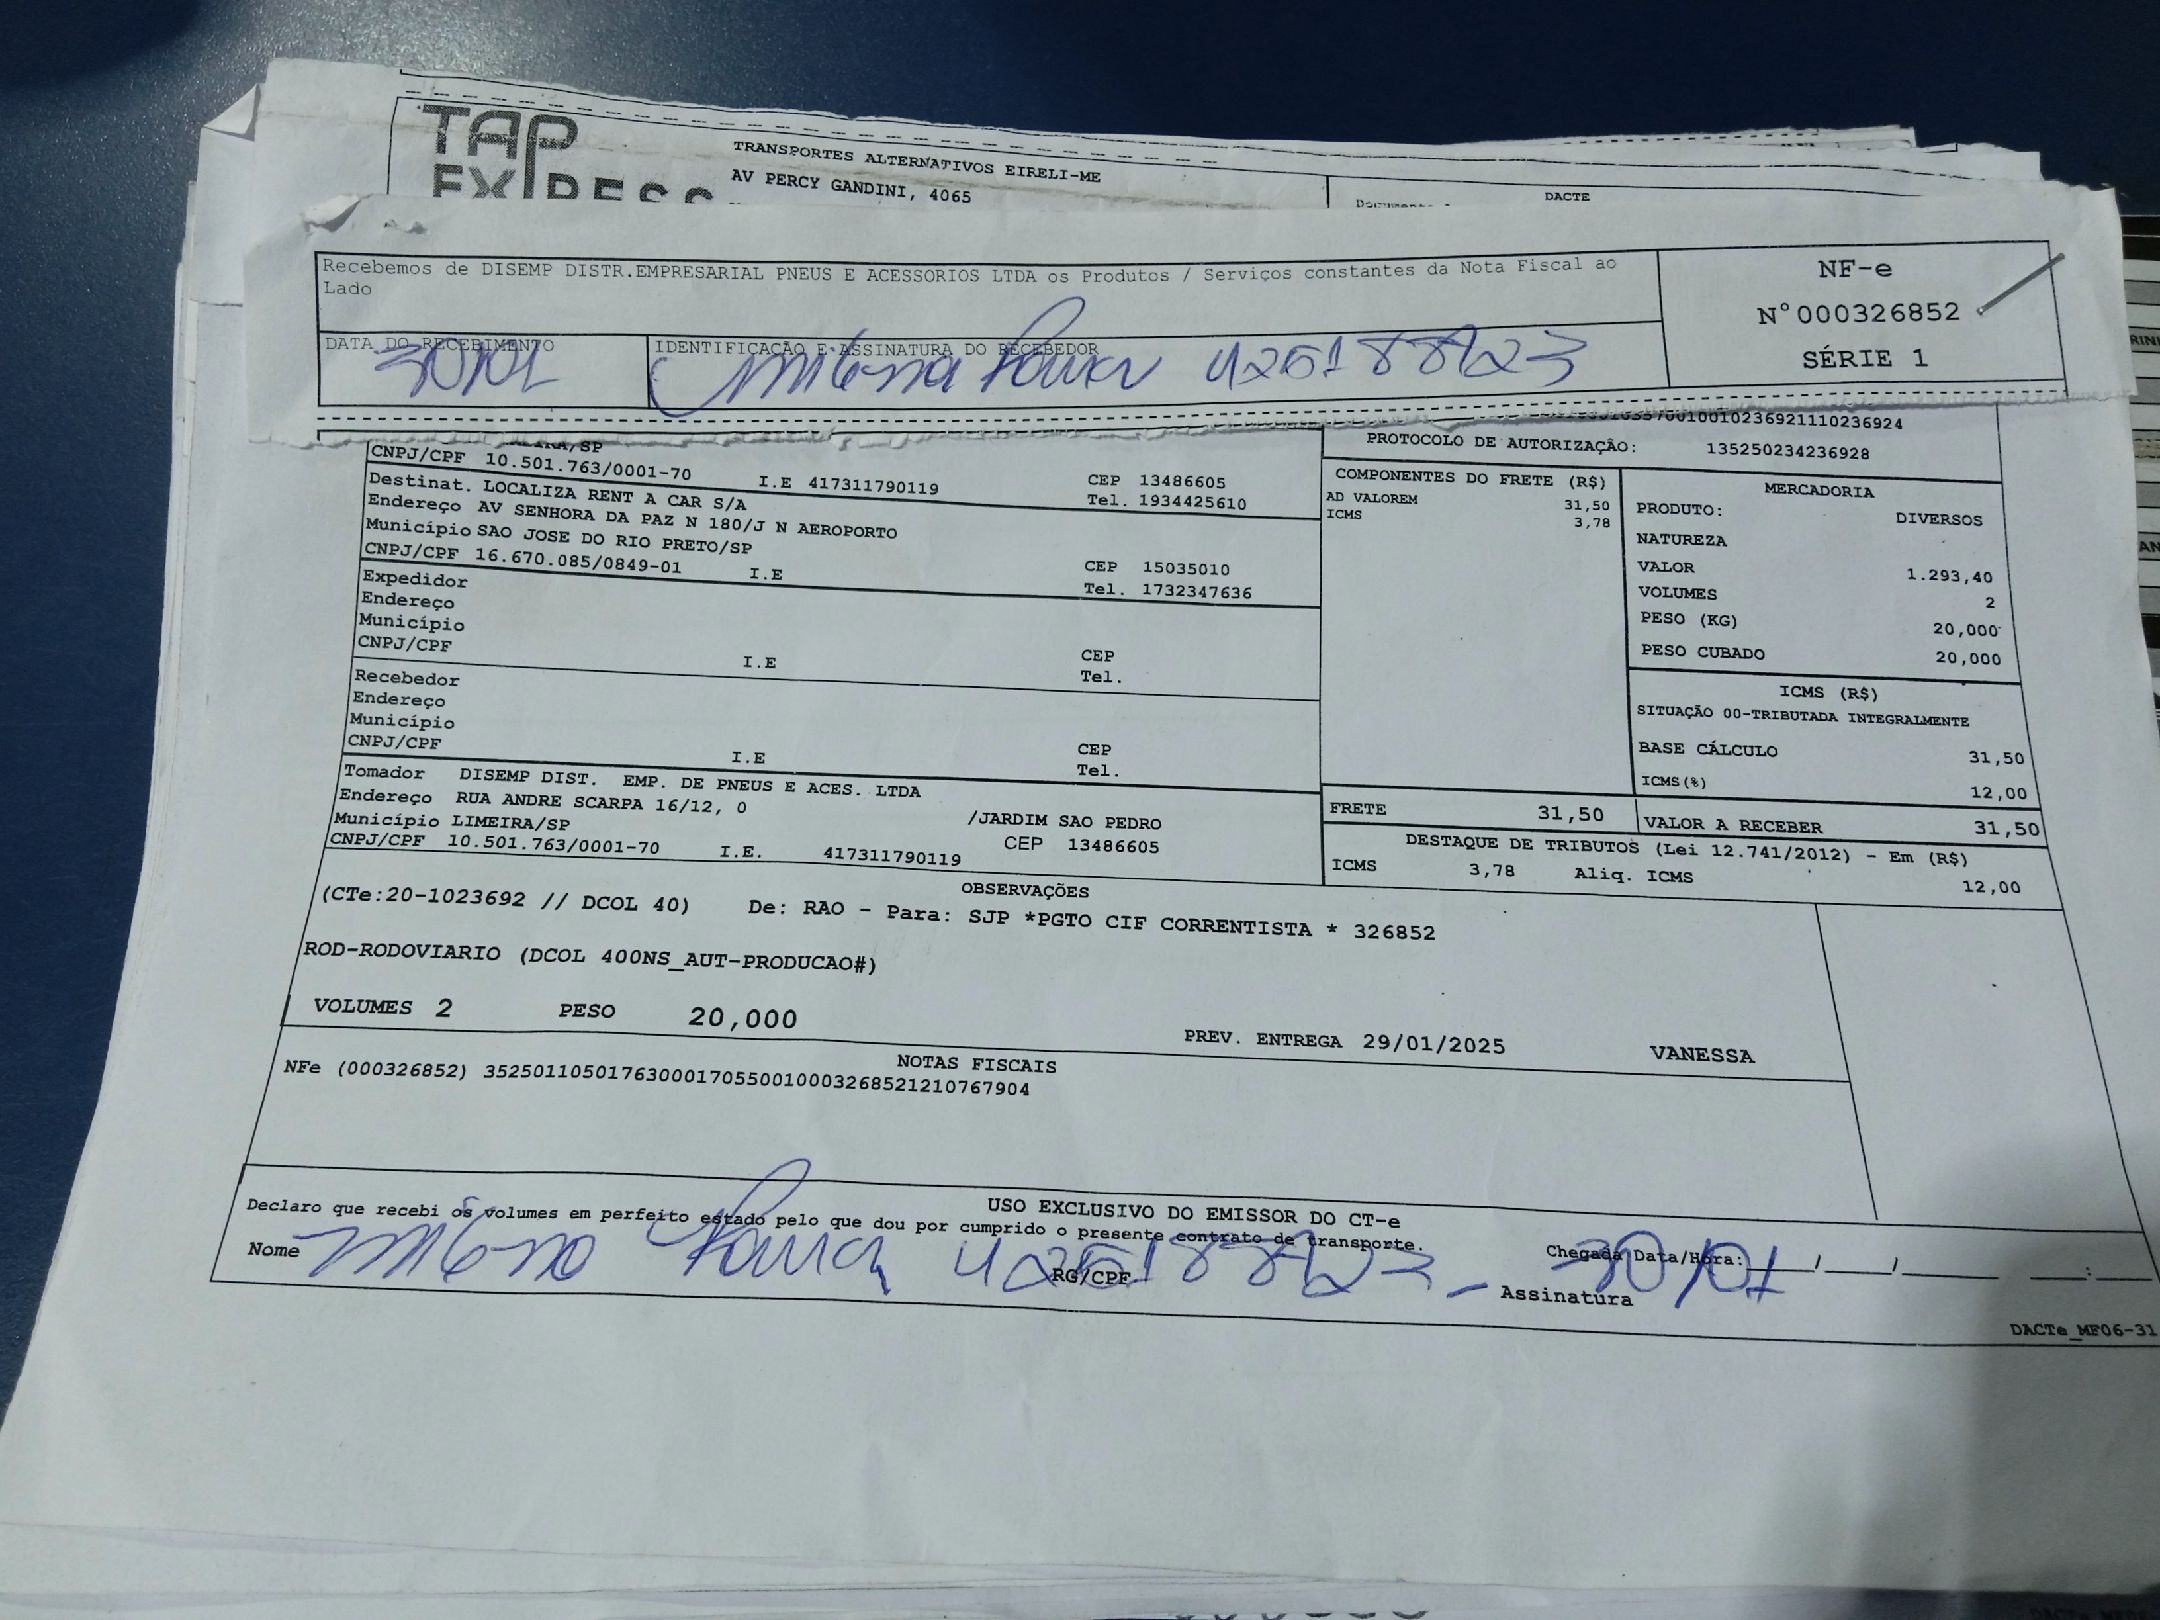 TAP
EXPRESS
TRANSPORTES ALTERNATIVOS EIRELI-ME
AV PERCY GANDINI, 4065
DACTE
Recebemos de DISEMP DISTR.EMPRESARIAL PNEUS E ACESSORIOS LTDA os Produtos / Serviços constantes da Nota Fiscal ao
Lado
NF-e
N°000326852
SÉRIE 1
DATA DO RECEBIMENTO
30/01
IDENTIFICAÇÃO E ASSINATURA DO RECEBEDOR
Milena
PROTOCOLO DE AUTORIZAÇÃO: 135250234236928
CNPJ/CPF 10.501.763/0001-70 I.E 417311790119 CEP 13486605
Tel. 1934425610
Destinat. LOCALIZA RENT A CAR S/A
Endereço AV SENHORA DA PAZ N 180/J N AEROPORTO
Município SAO JOSE DO RIO PRETO/SP CEP 15035010
CNPJ/CPF 16.670.085/0849-01 I.E Tel. 1732347636
Expedidor
Endereço
Município CEP
CNPJ/CPF I.E Tel.
Recebedor
Endereço
Município CEP
CNPJ/CPF I.E Tel.
Tomador DISEMP DIST. EMP. DE PNEUS E ACES. LTDA
Endereço RUA ANDRE SCARPA 16/12, 0 /JARDIM SAO PEDRO
Município LIMEIRA/SP CEP 13486605
CNPJ/CPF 10.501.763/0001-70 I.E. 417311790119
COMPONENTES DO FRETE (R$)
AD VALOREM 31,50
ICMS 3,78
MERCADORIA
PRODUTO: DIVERSOS
NATUREZA
VALOR 1.293,40
VOLUMES 2
PESO (KG) 20,000
PESO CUBADO 20,000
ICMS (R$)
SITUAÇÃO 00-TRIBUTADA INTEGRALMENTE
BASE CÁLCULO 31,50
ICMS(%) 12,00
FRETE 31,50 VALOR A RECEBER 31,50
DESTAQUE DE TRIBUTOS (Lei 12.741/2012) - Em (R$)
ICMS 3,78 Aliq. ICMS 12,00
OBSERVAÇÕES
(CTe:20-1023692 // DCOL 40) De: RAO - Para: SJP *PGTO CIF CORRENTISTA * 326852
ROD-RODOVIARIO (DCOL 400NS_AUT-PRODUCAO#)
VOLUMES 2 PESO 20,000 PREV. ENTREGA 29/01/2025 VANESSA
NOTAS FISCAIS
NFe (000326852) 35250110501763000170550010003268521210767904
USO EXCLUSIVO DO EMISSOR DO CT-e
Declaro que recebi os volumes em perfeito estado pelo que dou por cumprido o presente contrato de transporte.
Nome Milena RG/CPF Chegada Data/Hora: 30/01
Assinatura
DACTe_MF06-31